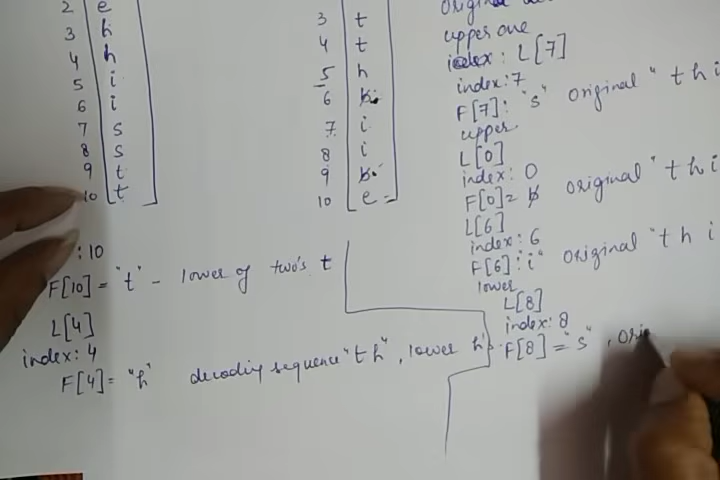 2 e
3 h
4 h
5 i
6 i
7 s
8 s
9 t
10 t
3 t
4 t
5 h
6 b
7 i
8 i
9 b
10 e
: 10
F[10] = "t" - lower of two's t
L[4]
index: 4
F[4] = "h" decoding sequence "th", lower h
original
upper one
index: L[7]
index: 7
F[7]: "s" original "thi
upper
L[0]
index: 0
F[0] = b original "thi
L[6]
index: 6
F[6]: "i" original "thi
lower
L[8]
index: 8
F[8] = "s", ori